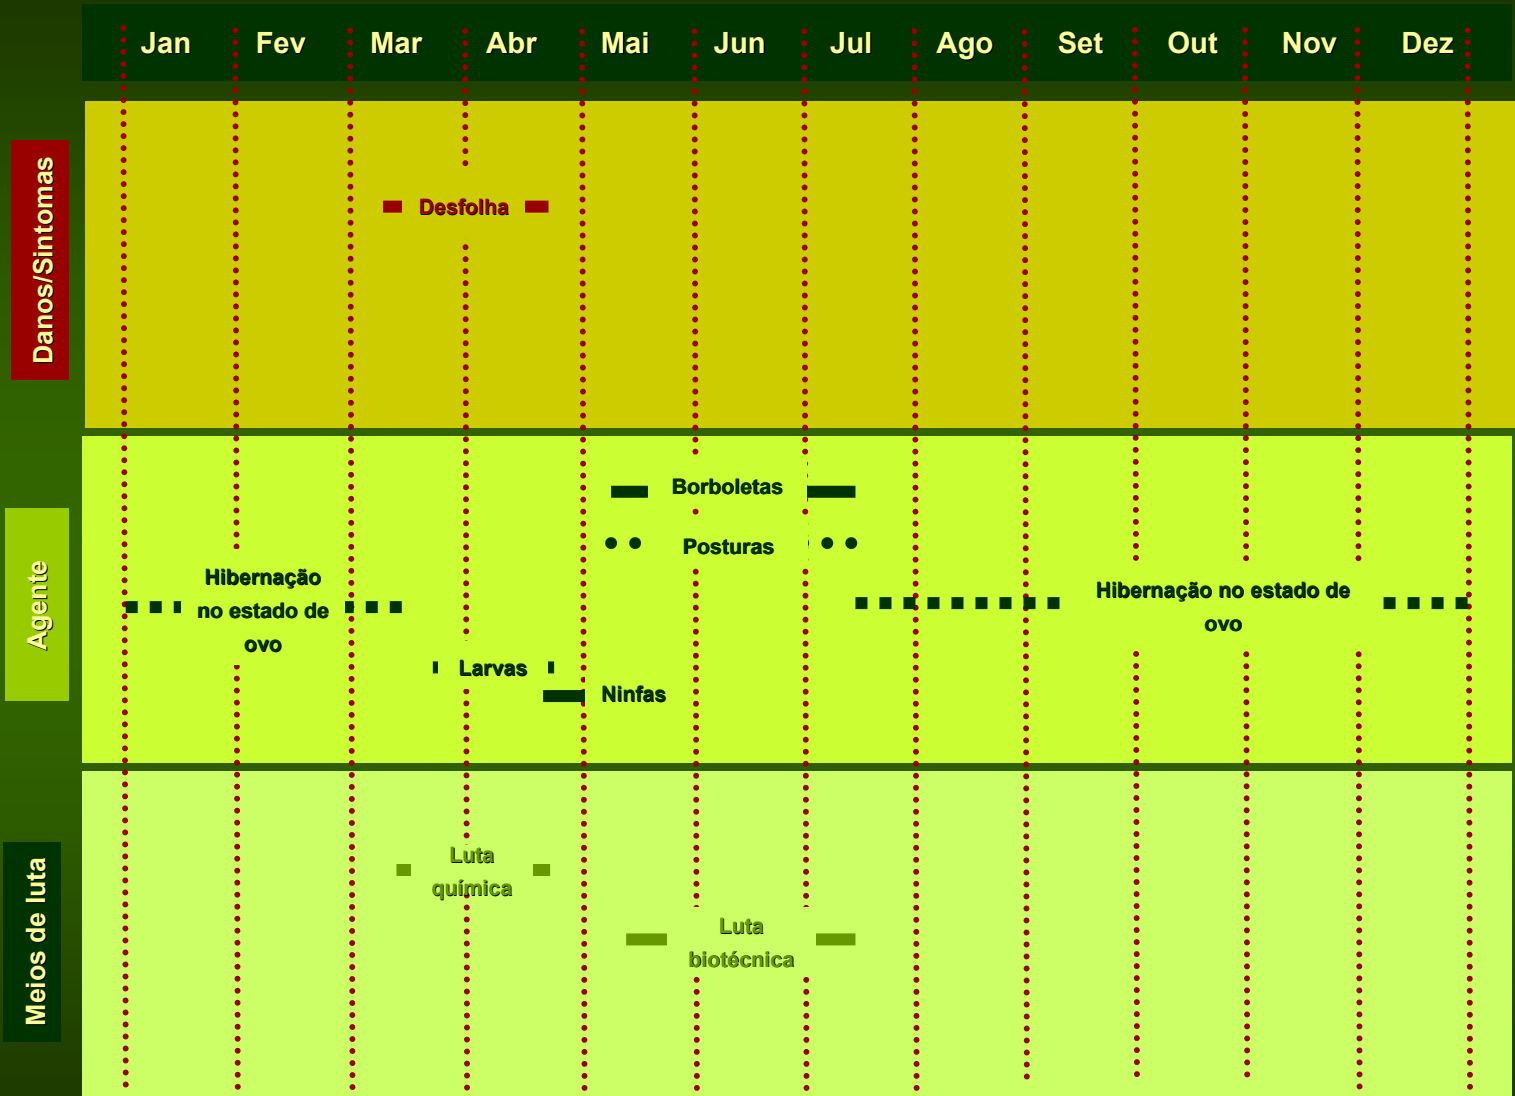 Jan Fev Mar Abr Mai Jun Jul Ago Set Out Nov Dez
Danos/Sintomas
Desfolha
Agente
Borboletas
Posturas
Hibernação
no estado de
ovo
Hibernação no estado de
ovo
Larvas
Ninfas
Meios de luta
Luta
química
Luta
biotécnica